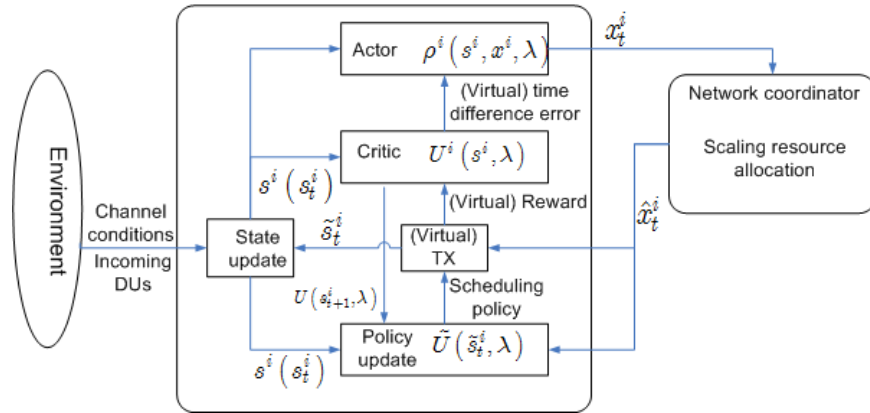 Environment
Channel
conditions
Incoming
DUs
State
update
Actor ρ^i (s^i, x^i, λ)
(Virtual) time
difference error
Critic U^i (s^i, λ)
s^i (s_t^i)
(Virtual) Reward
s̃_t^i
(Virtual)
TX
U(s_{t+1}^i, λ)
Scheduling
policy
Policy
update
Ũ (s̃_t^i, λ)
s^i (s_t^i)
x_t^i
Network coordinator
Scaling resource
allocation
x̂_t^i